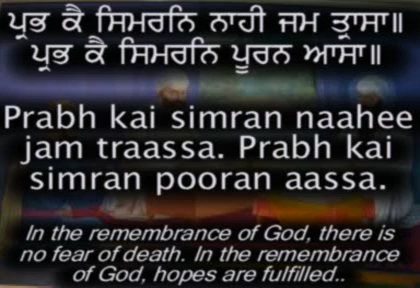 ਪ੍ਰਭ ਕੈ ਸਿਮਰਨਿ ਨਾਹੀ ਜਮ ਤ੍ਰਾਸਾ॥
ਪ੍ਰਭ ਕੈ ਸਿਮਰਨਿ ਪੂਰਨ ਆਸਾ॥
Prabh kai simran naahee
jam traassa. Prabh kai
simran pooran aassa.
In the remembrance of God, there is
no fear of death. In the remembrance
of God, hopes are fulfilled..